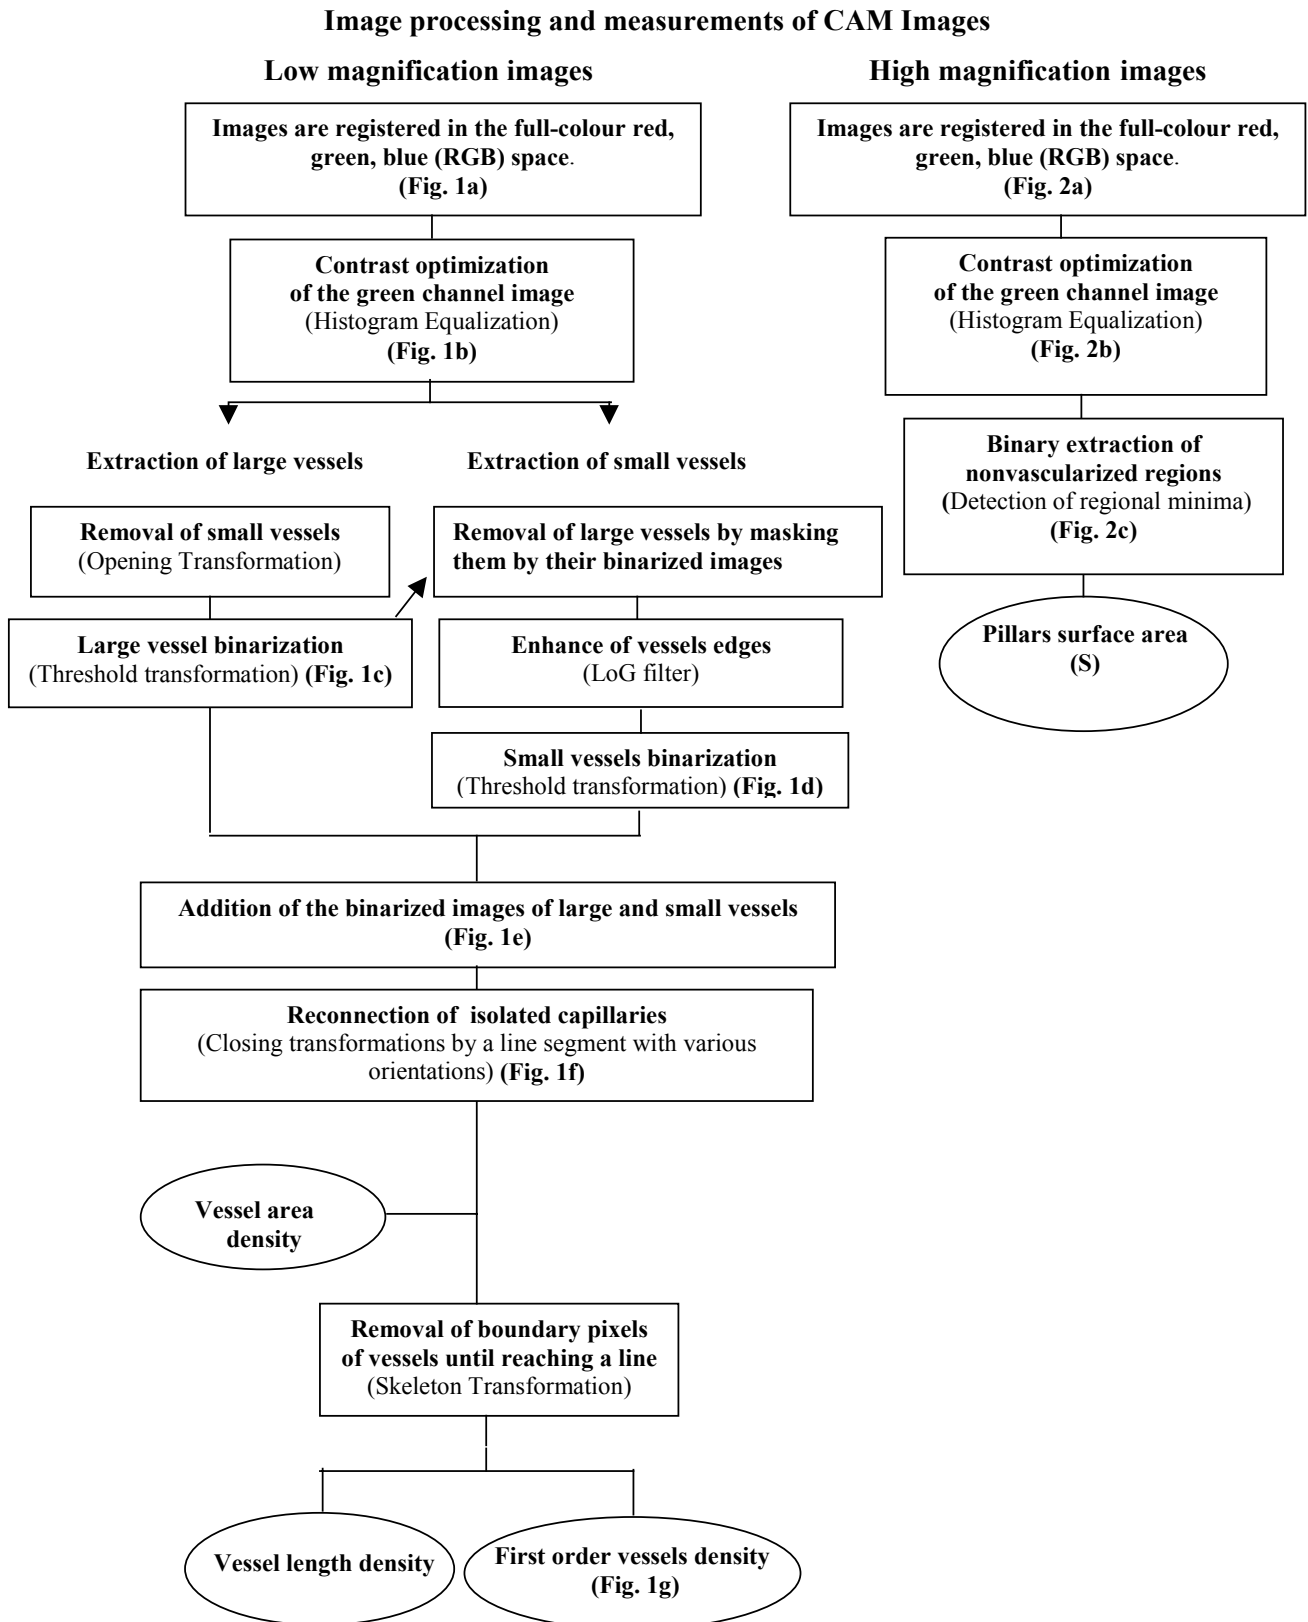 Image processing and measurements of CAM Images
Low magnification images
High magnification images
Images are registered in the full-colour red,
green, blue (RGB) space.
(Fig. 1a)
Images are registered in the full-colour red,
green, blue (RGB) space.
(Fig. 2a)
Contrast optimization
of the green channel image
(Histogram Equalization)
(Fig. 1b)
Contrast optimization
of the green channel image
(Histogram Equalization)
(Fig. 2b)
Extraction of large vessels
Extraction of small vessels
Binary extraction of
nonvascularized regions
(Detection of regional minima)
(Fig. 2c)
Removal of small vessels
(Opening Transformation)
Removal of large vessels by masking
them by their binarized images
Large vessel binarization
(Threshold transformation) (Fig. 1c)
Enhance of vessels edges
(LoG filter)
Pillars surface area
(S)
Small vessels binarization
(Threshold transformation) (Fig. 1d)
Addition of the binarized images of large and small vessels
(Fig. 1e)
Reconnection of isolated capillaries
(Closing transformations by a line segment with various
orientations) (Fig. 1f)
Vessel area
density
Removal of boundary pixels
of vessels until reaching a line
(Skeleton Transformation)
Vessel length density
First order vessels density
(Fig. 1g)